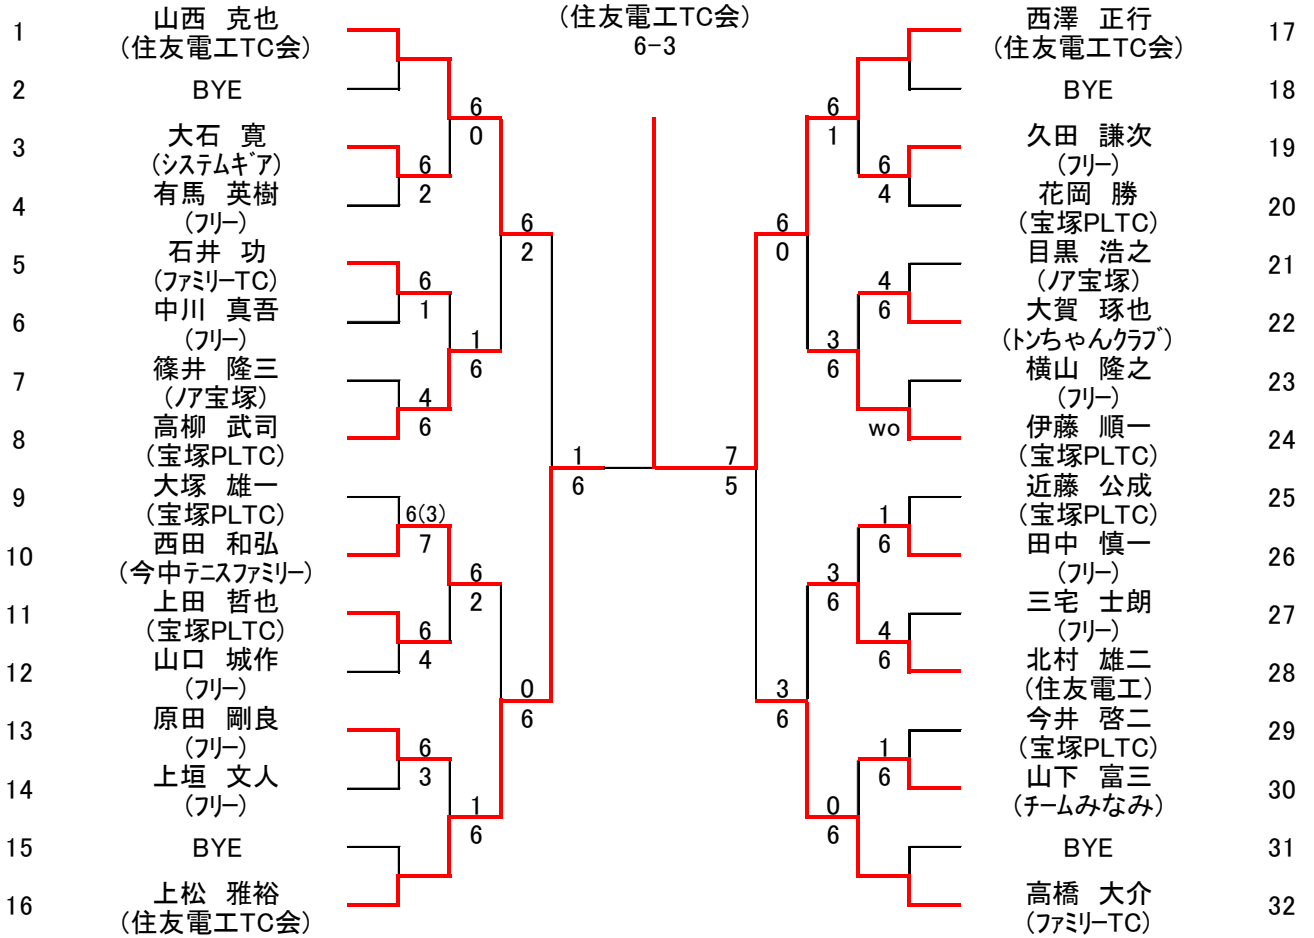 (住友電工TC会)
6-3
1
山西 克也
(住友電工TC会)
2
BYE
6
0
3
大石 寛
(システムギア)
6
2
4
有馬 英樹
(フリー)
6
2
5
石井 功
(ファミリーTC)
6
1
6
中川 真吾
(フリー)
1
6
7
篠井 隆三
(ノア宝塚)
4
6
8
高柳 武司
(宝塚PLTC)
1
6
9
大塚 雄一
(宝塚PLTC)
6(3)
7
10
西田 和弘
(今中テニスファミリー)
6
2
11
上田 哲也
(宝塚PLTC)
6
4
12
山口 城作
(フリー)
0
6
13
原田 剛良
(フリー)
6
3
14
上垣 文人
(フリー)
1
6
15
BYE
16
上松 雅裕
(住友電工TC会)
西澤 正行
(住友電工TC会)
17
BYE
18
6
1
久田 謙次
(フリー)
19
6
4
花岡 勝
(宝塚PLTC)
20
6
0
目黒 浩之
(ノア宝塚)
21
4
6
大賀 琢也
(トンちゃんクラブ)
22
3
6
横山 隆之
(フリー)
23
wo
伊藤 順一
(宝塚PLTC)
24
7
5
近藤 公成
(宝塚PLTC)
25
1
6
田中 慎一
(フリー)
26
3
6
三宅 士朗
(フリー)
27
4
6
北村 雄二
(住友電工)
28
3
6
今井 啓二
(宝塚PLTC)
29
1
6
山下 富三
(チームみなみ)
30
0
6
BYE
31
高橋 大介
(ファミリーTC)
32